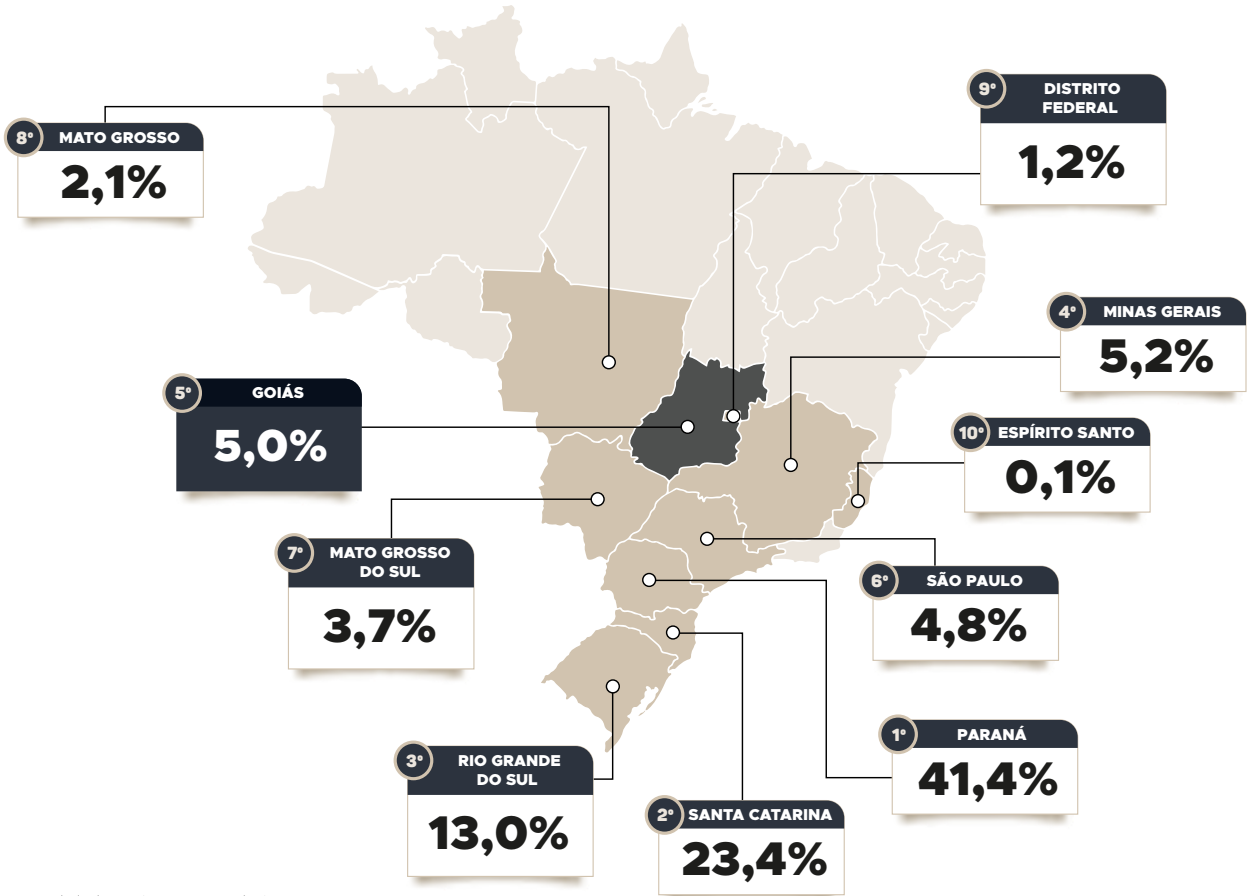 9º
DISTRITO
FEDERAL
1,2%
8º
MATO GROSSO
2,1%
4º
MINAS GERAIS
5,2%
5º
GOIÁS
5,0%
10º
ESPÍRITO SANTO
0,1%
7º
MATO GROSSO
DO SUL
3,7%
6º
SÃO PAULO
4,8%
1º
PARANÁ
41,4%
3º
RIO GRANDE
DO SUL
13,0%
2º
SANTA CATARINA
23,4%